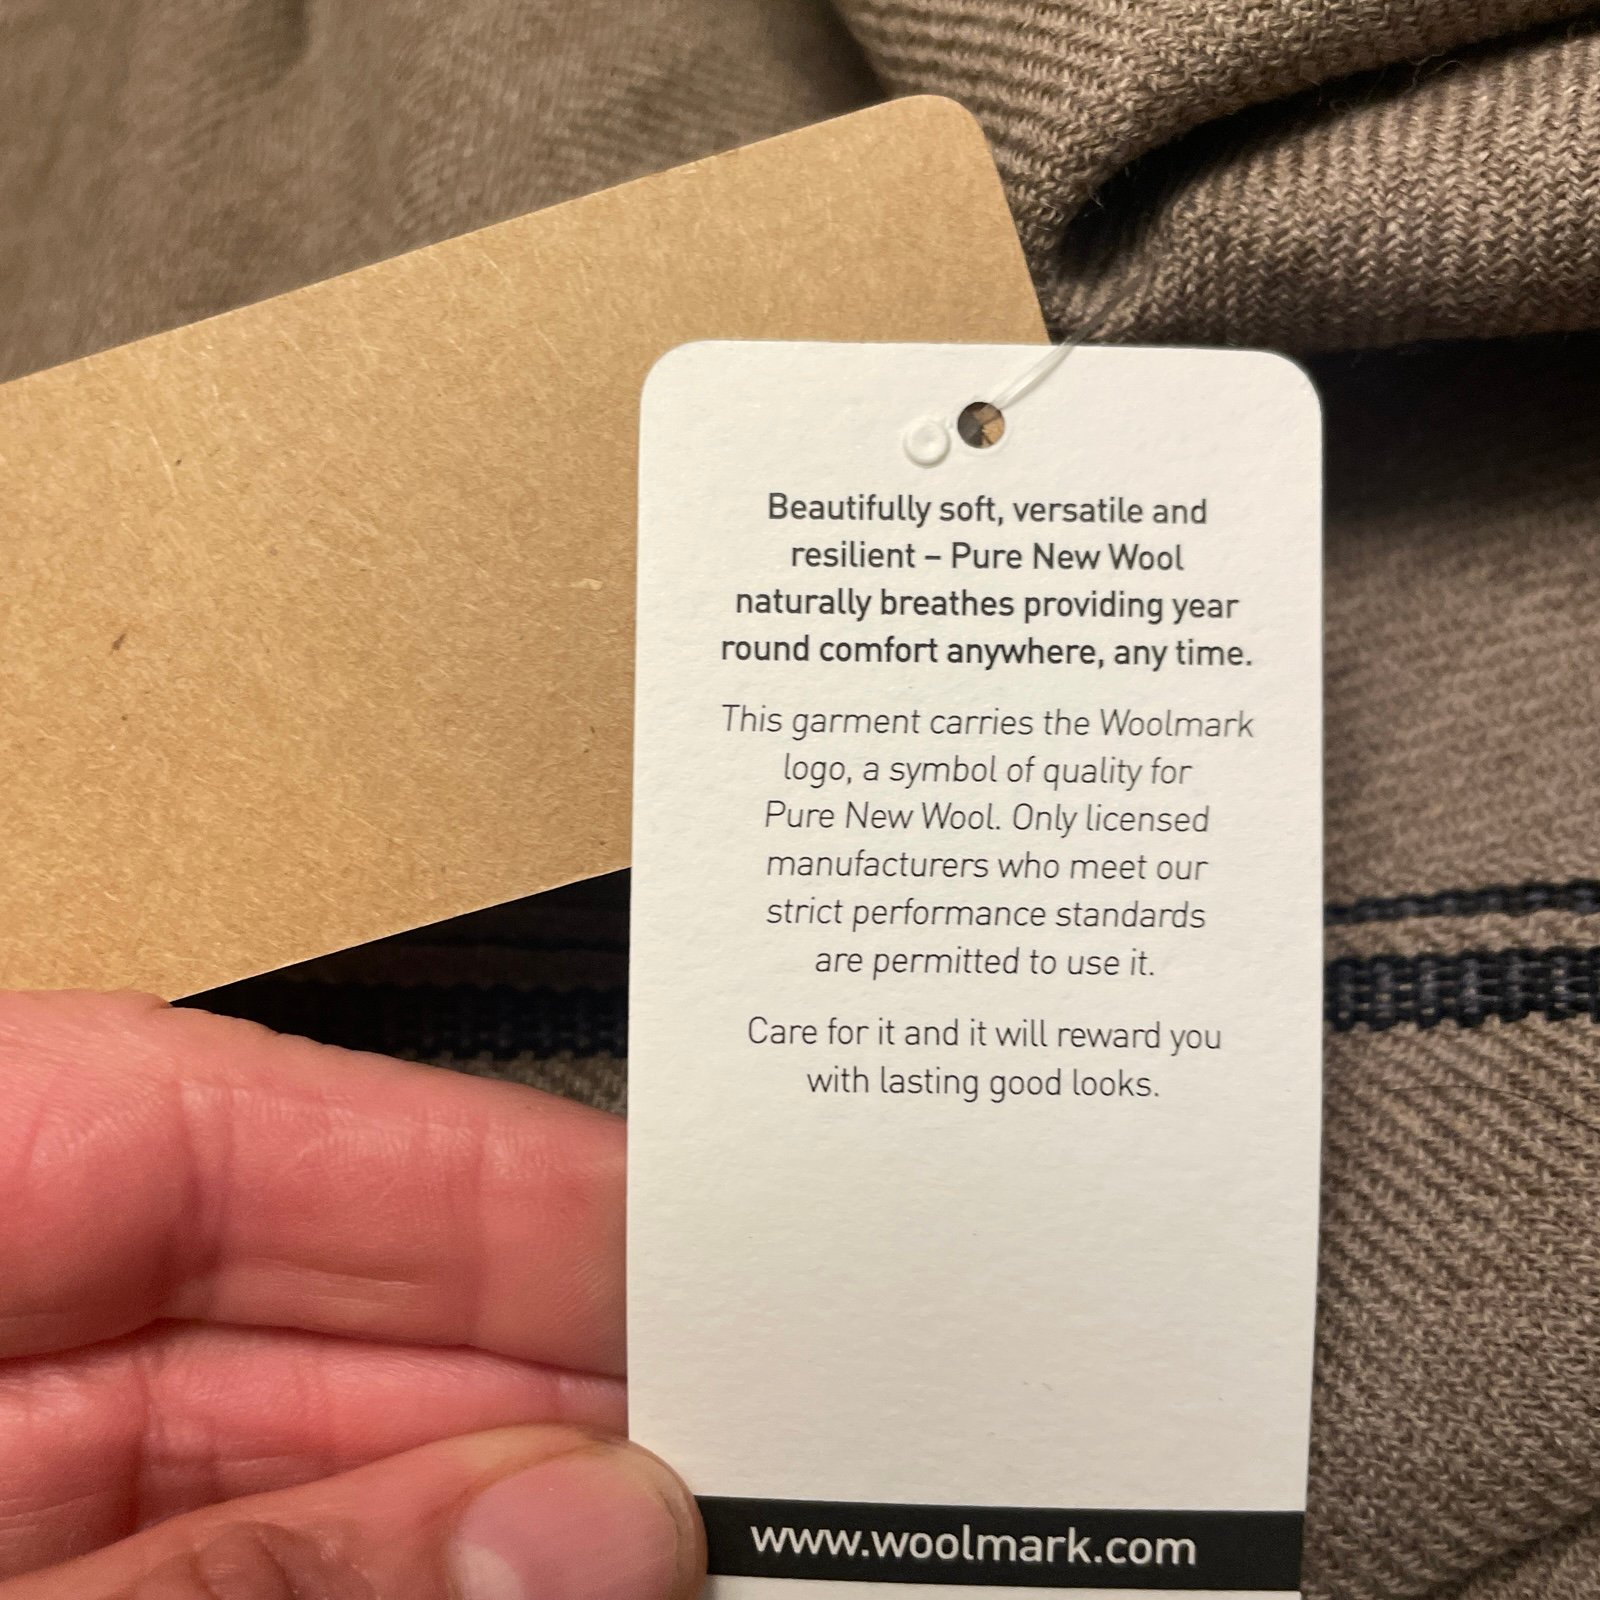 Beautifully soft, versatile and
resilient – Pure New Wool
naturally breathes providing year
round comfort anywhere, any time.
This garment carries the Woolmark
logo, a symbol of quality for
Pure New Wool. Only licensed
manufacturers who meet our
strict performance standards
are permitted to use it.
Care for it and it will reward you
with lasting good looks.
www.woolmark.com